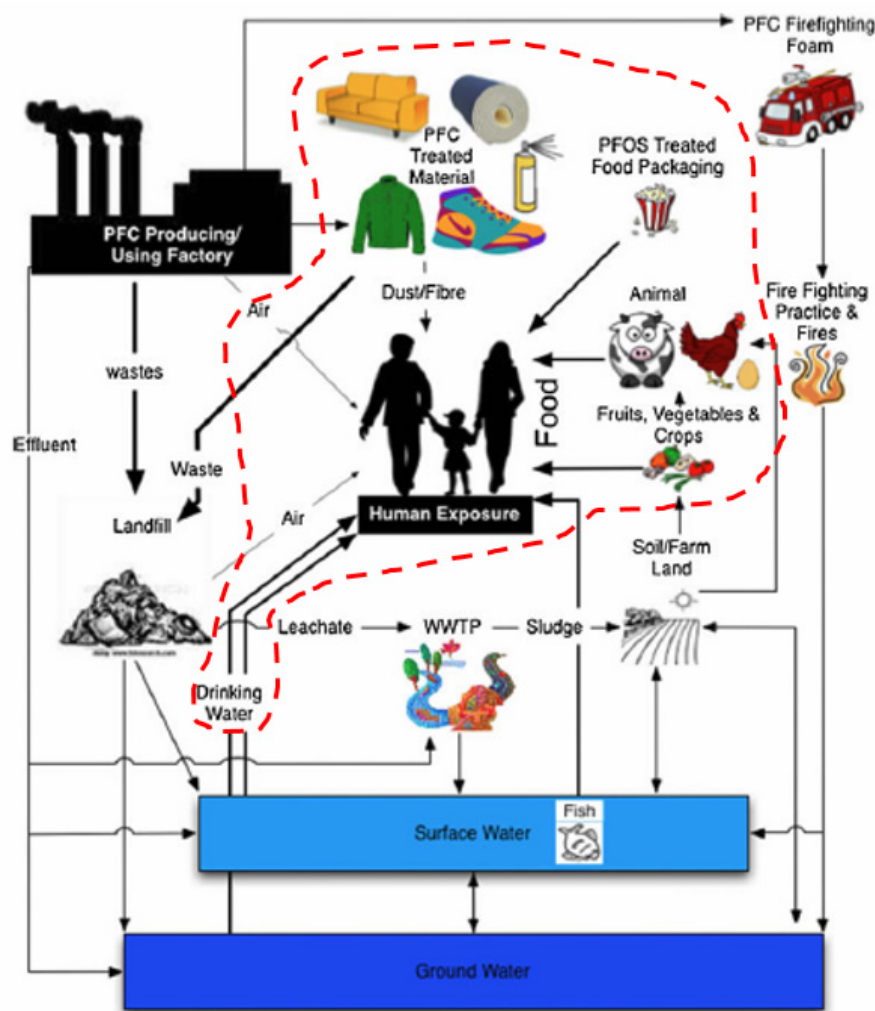 PFC Firefighting
Foam
PFC
Treated
Material
PFOS Treated
Food Packaging
PFC Producing/
Using Factory
Air
Dust/Fibre
Animal
Fire Fighting
Practice &
Fires
wastes
Food
Fruits, Vegetables &
Crops
Effluent
Waste
Landfill
Air
Human Exposure
Soil/Farm
Land
Leachate
WWTP
Sludge
Drinking
Water
Fish
Surface Water
Ground Water